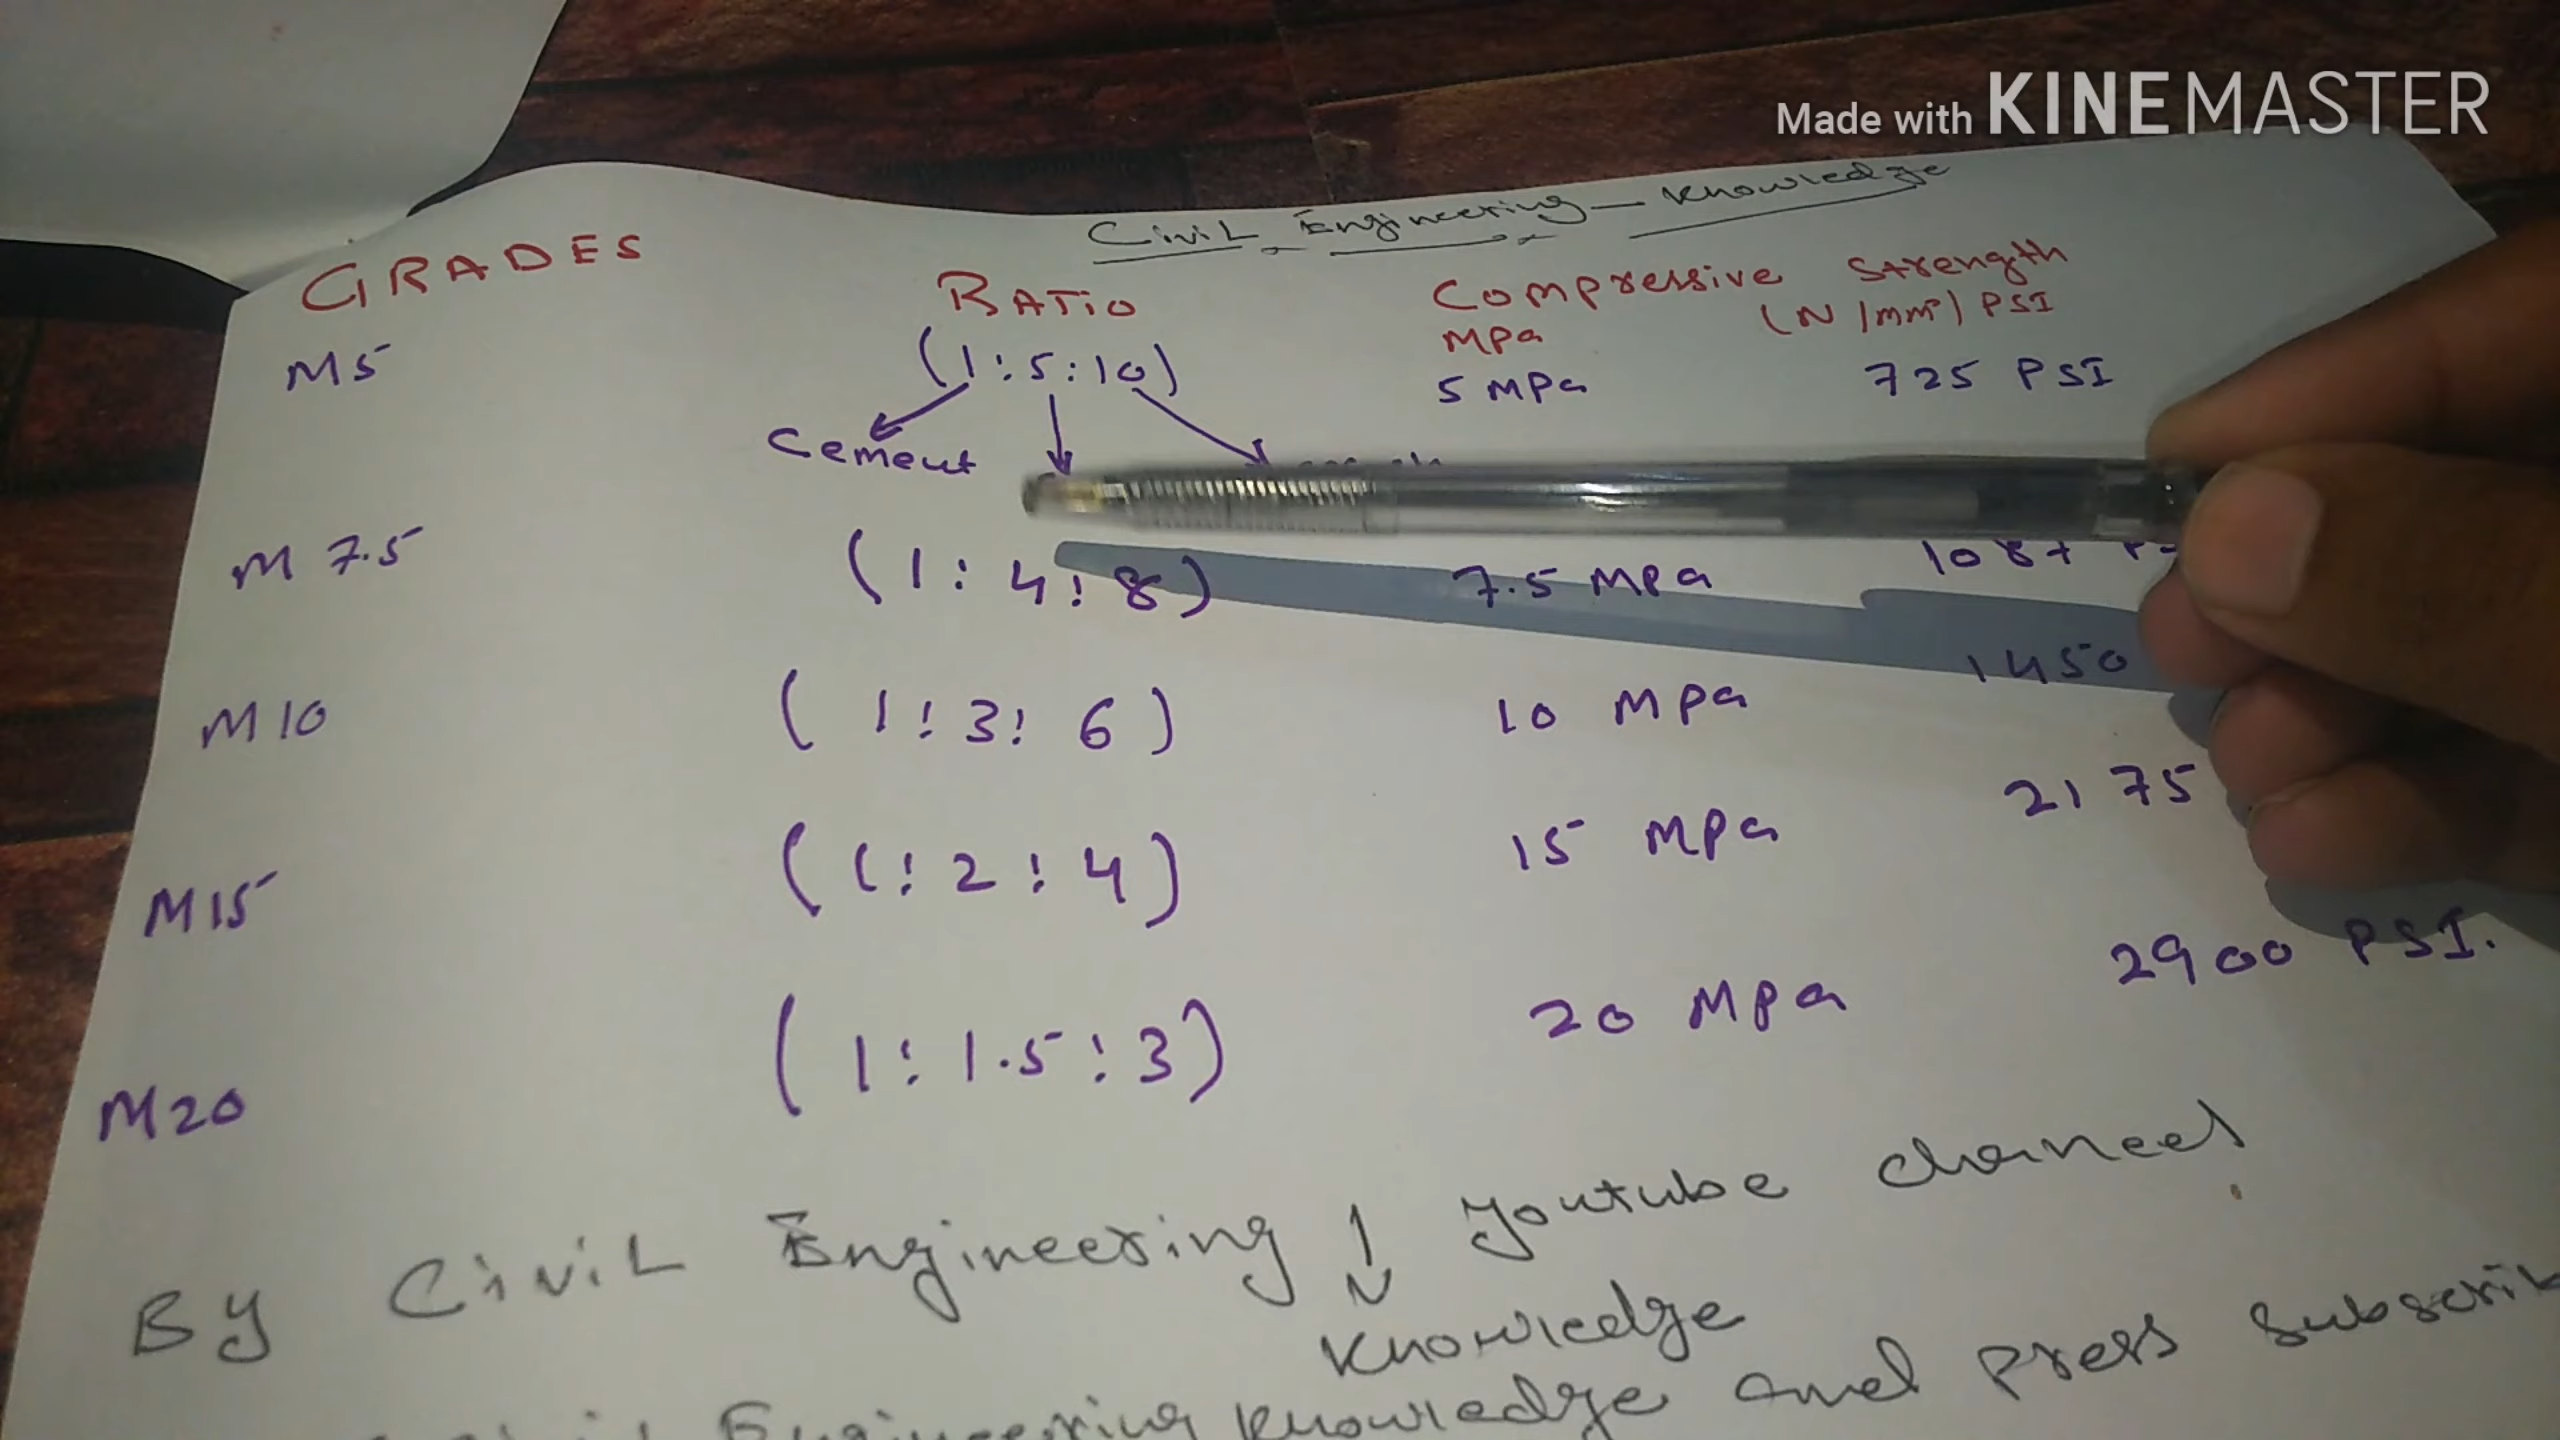 Made with KINEMASTER
Civil Engineering — Knowledge
GRADES RATIO Compressive Strength
MPa (N/mm²) PSI
M5 (1:5:10) 5 MPa 725 PSI
Cement
M 7.5 (1:4:8) 7.5 MPa 1087
M10 (1:3:6) 10 MPa 1450
M15 (1:2:4) 15 MPa 2175
M20 (1:1.5:3) 20 MPa 2900 PSI.
By Civil Engineering Youtube channel
Knowledge
Engineering Knowledge and press